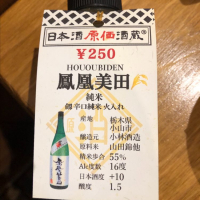 日本酒原価酒蔵
¥250
HOUOUBIDEN
鳳凰美田
純米
辛口純米 火入れ
産地 栃木県
小山市
醸造元 小林酒造
原料米 山田錦他
精米歩合 55%
Alc度数 16度
日本酒度 +10
酸度 1.5